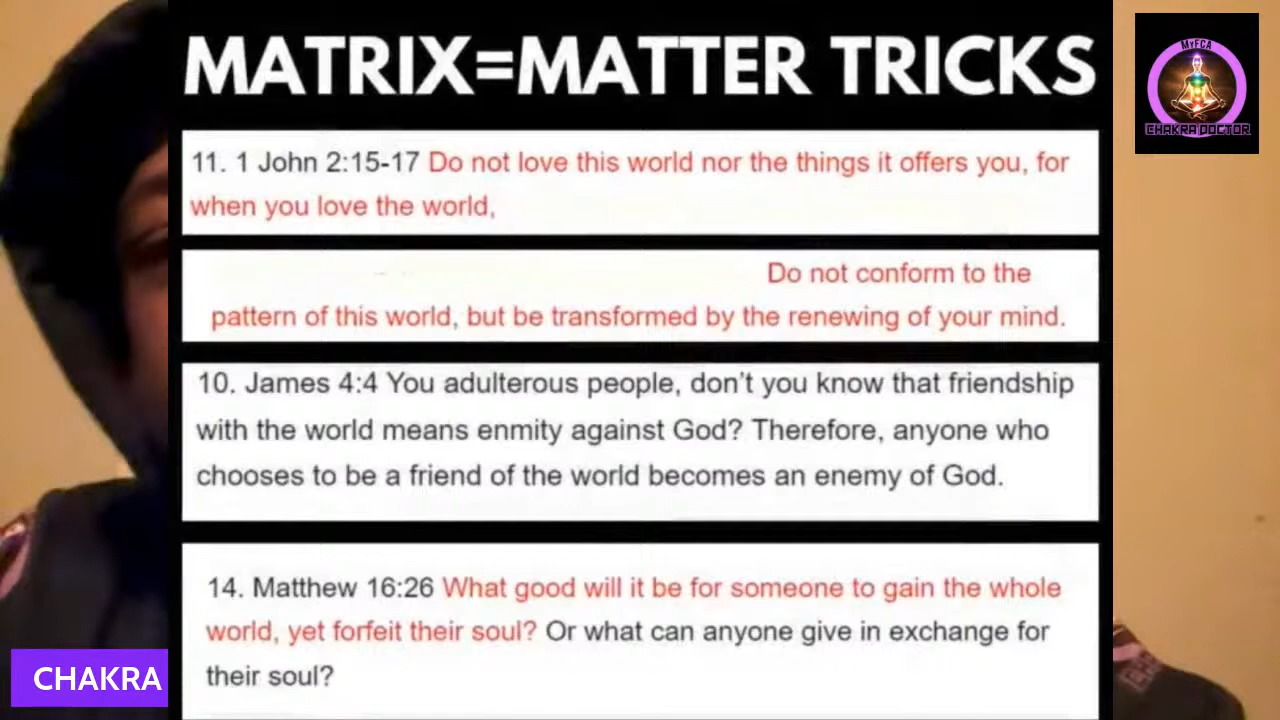 MATRIX=MATTER TRICKS
MYFCA
CHAKRA DOCTOR
11. 1 John 2:15-17 Do not love this world nor the things it offers you, for
when you love the world,
Do not conform to the
pattern of this world, but be transformed by the renewing of your mind.
10. James 4:4 You adulterous people, don’t you know that friendship
with the world means enmity against God? Therefore, anyone who
chooses to be a friend of the world becomes an enemy of God.
14. Matthew 16:26 What good will it be for someone to gain the whole
world, yet forfeit their soul? Or what can anyone give in exchange for
their soul?
CHAKRA